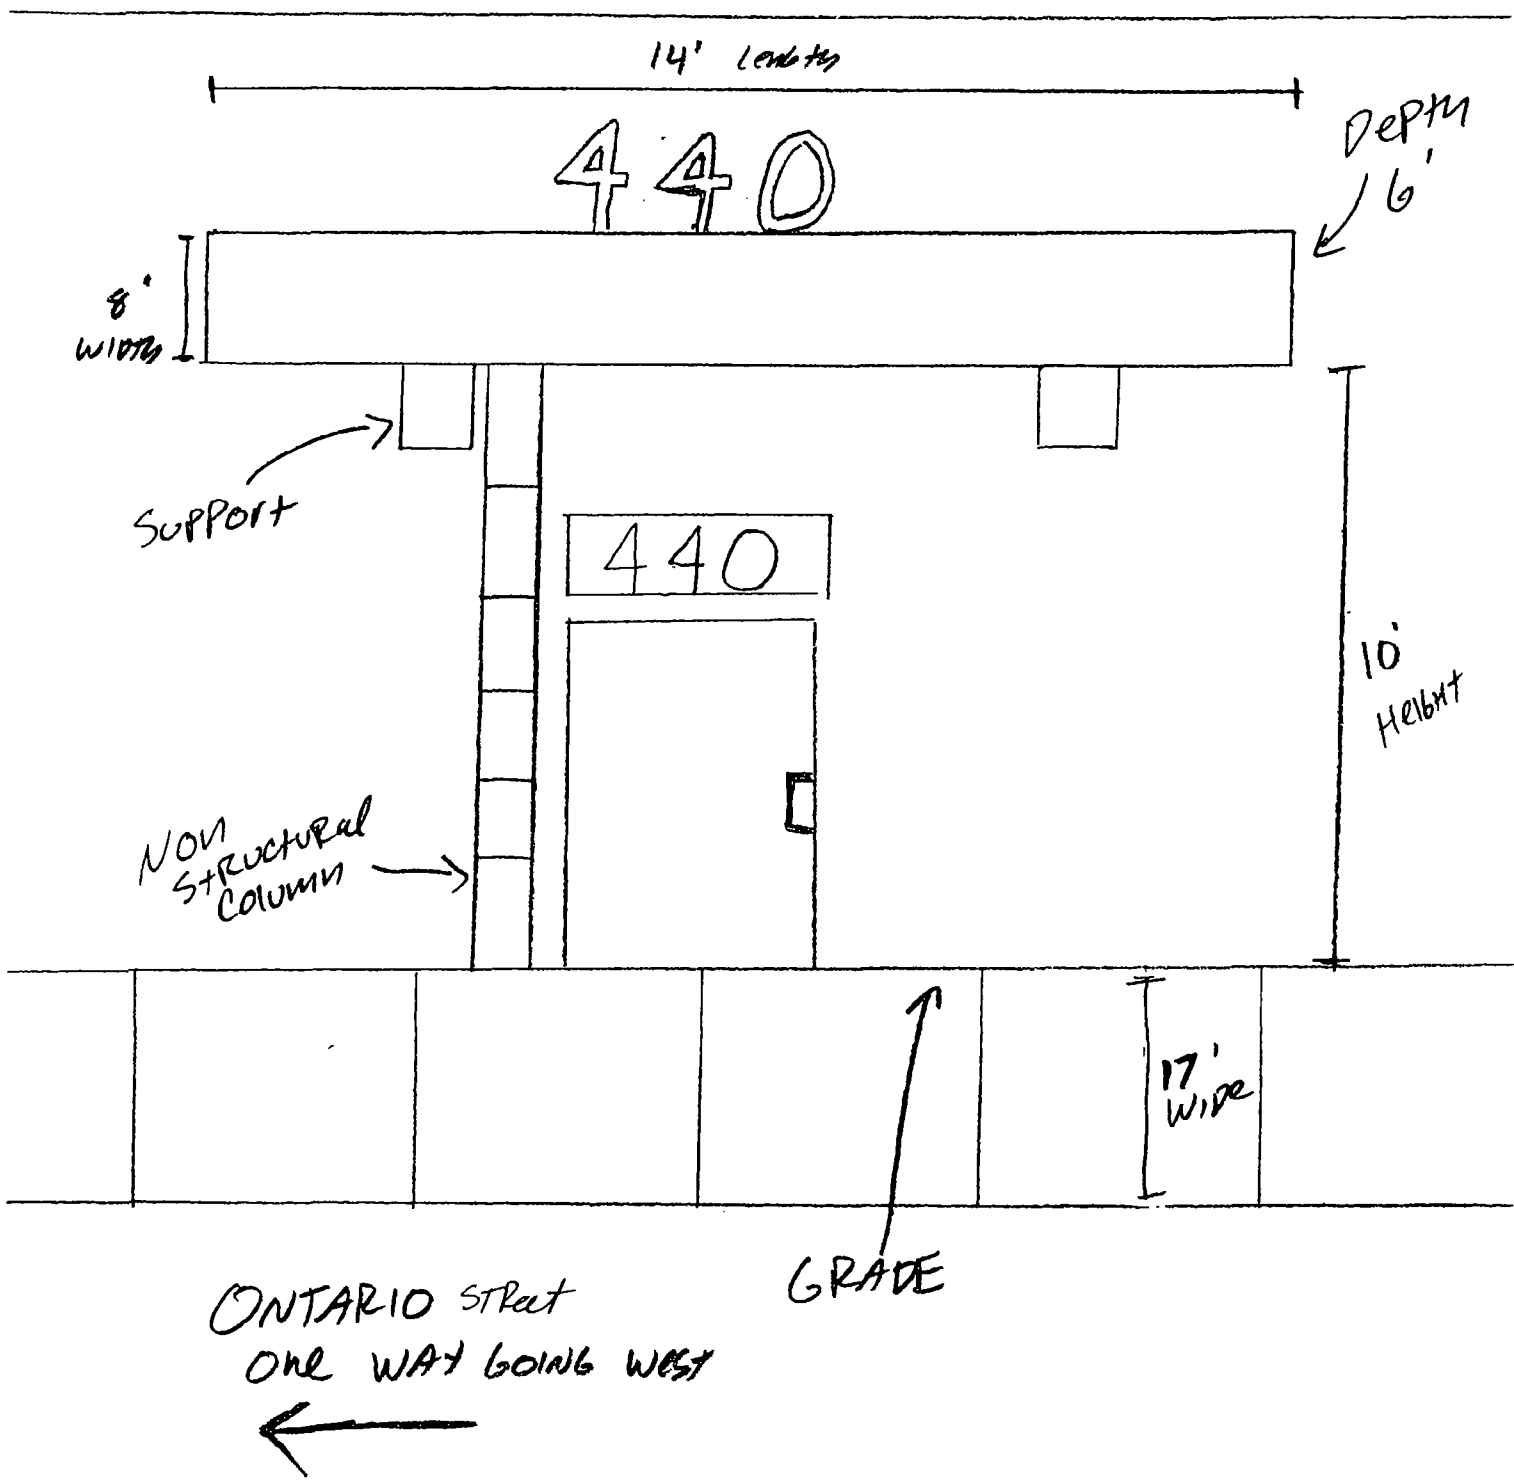 14' Length
440
Depth
6'
8'
Width
Support
440
10'
Height
NON
StRuctuRal
Column
17'
WIDe
GRADE
ONTARIO STReet
One WAY GOING West